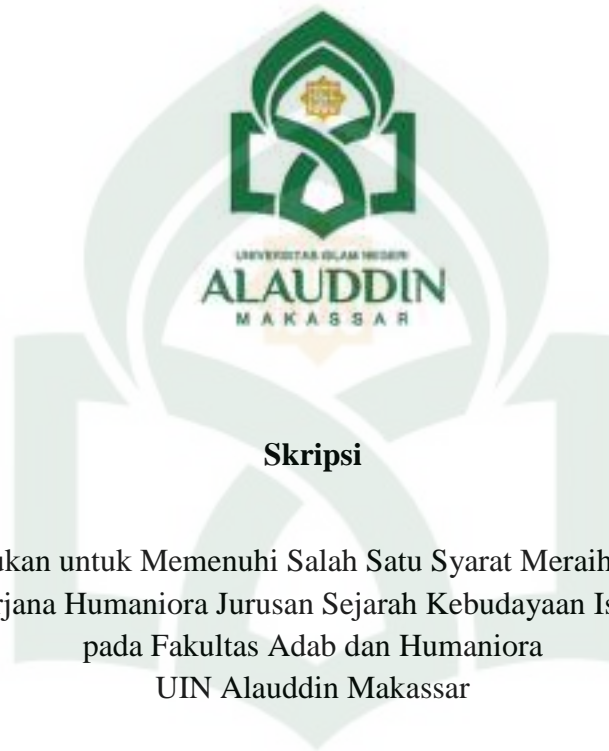 UNIVERSITAS ISLAM NEGERI
ALAUDDIN
MAKASSAR
Skripsi
untuk Memenuhi Salah Satu Syarat Meraih
Humaniora Jurusan Sejarah Kebudayaan
pada Fakultas Adab dan Humaniora
UIN Alauddin Makassar